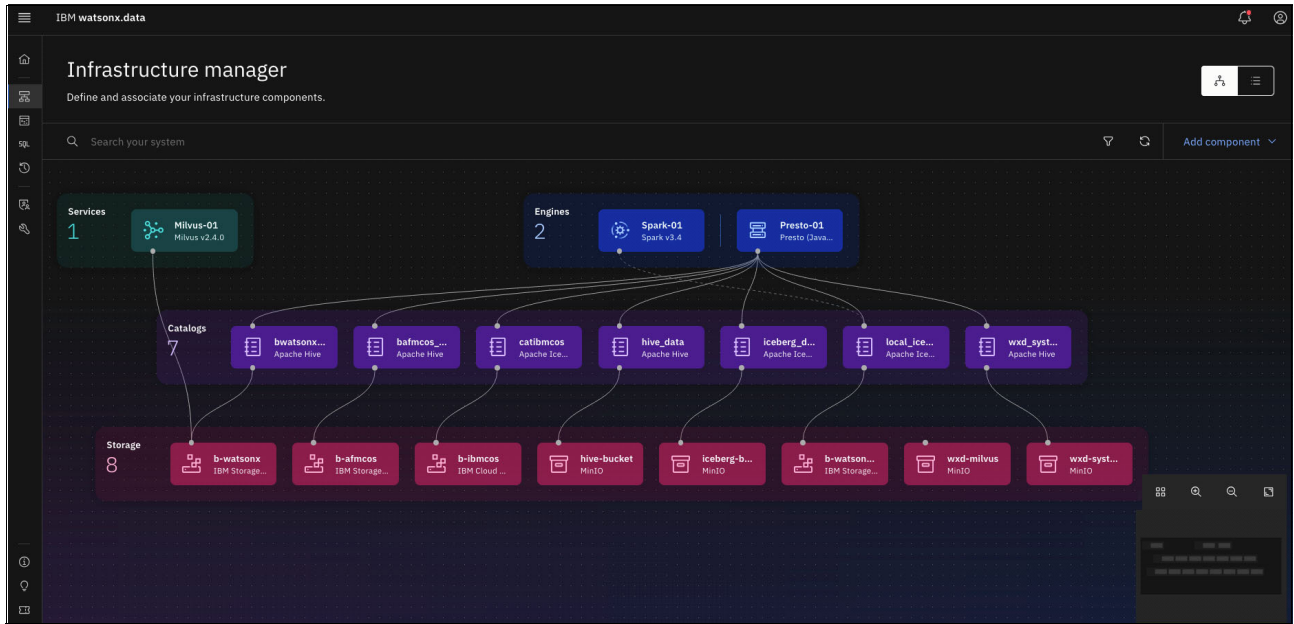 IBM watsonx.data
Infrastructure manager
Define and associate your infrastructure components.
Search your system
Add component
SQL
Services
1
Milvus-01
Milvus v2.4.0
Engines
2
Spark-01
Spark v3.4
Presto-01
Presto (Java...
Catalogs
7
bwatsonx...
Apache Hive
bafmcos_...
Apache Hive
catibmcos
Apache Ice...
hive_data
Apache Hive
iceberg_d...
Apache Ice...
local_ice...
Apache Ice...
wxd_syst...
Apache Hive
Storage
8
b-watsonx
IBM Storage...
b-afmcos
IBM Storage...
b-ibmcos
IBM Cloud ...
hive-bucket
MinIO
iceberg-b...
MinIO
b-watson...
IBM Storage...
wxd-milvus
MinIO
wxd-syst...
MinIO